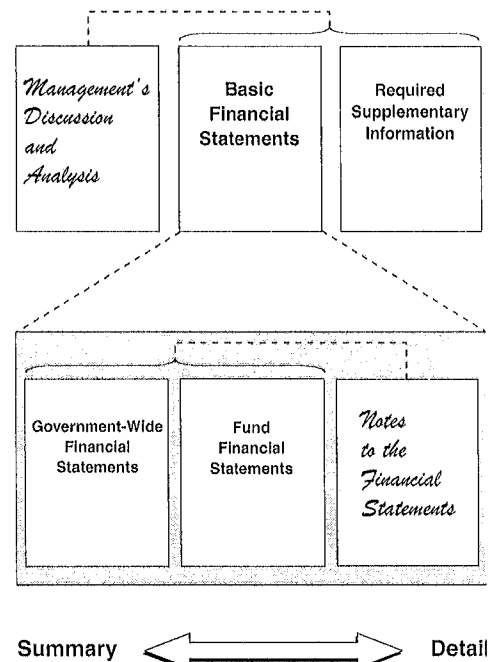 Management's
Discussion
and
Analysis
Basic
Financial
Statements
Required
Supplementary
Information
Government-Wide
Financial
Statements
Fund
Financial
Statements
Notes
to the
Financial
Statements
Summary
Detail